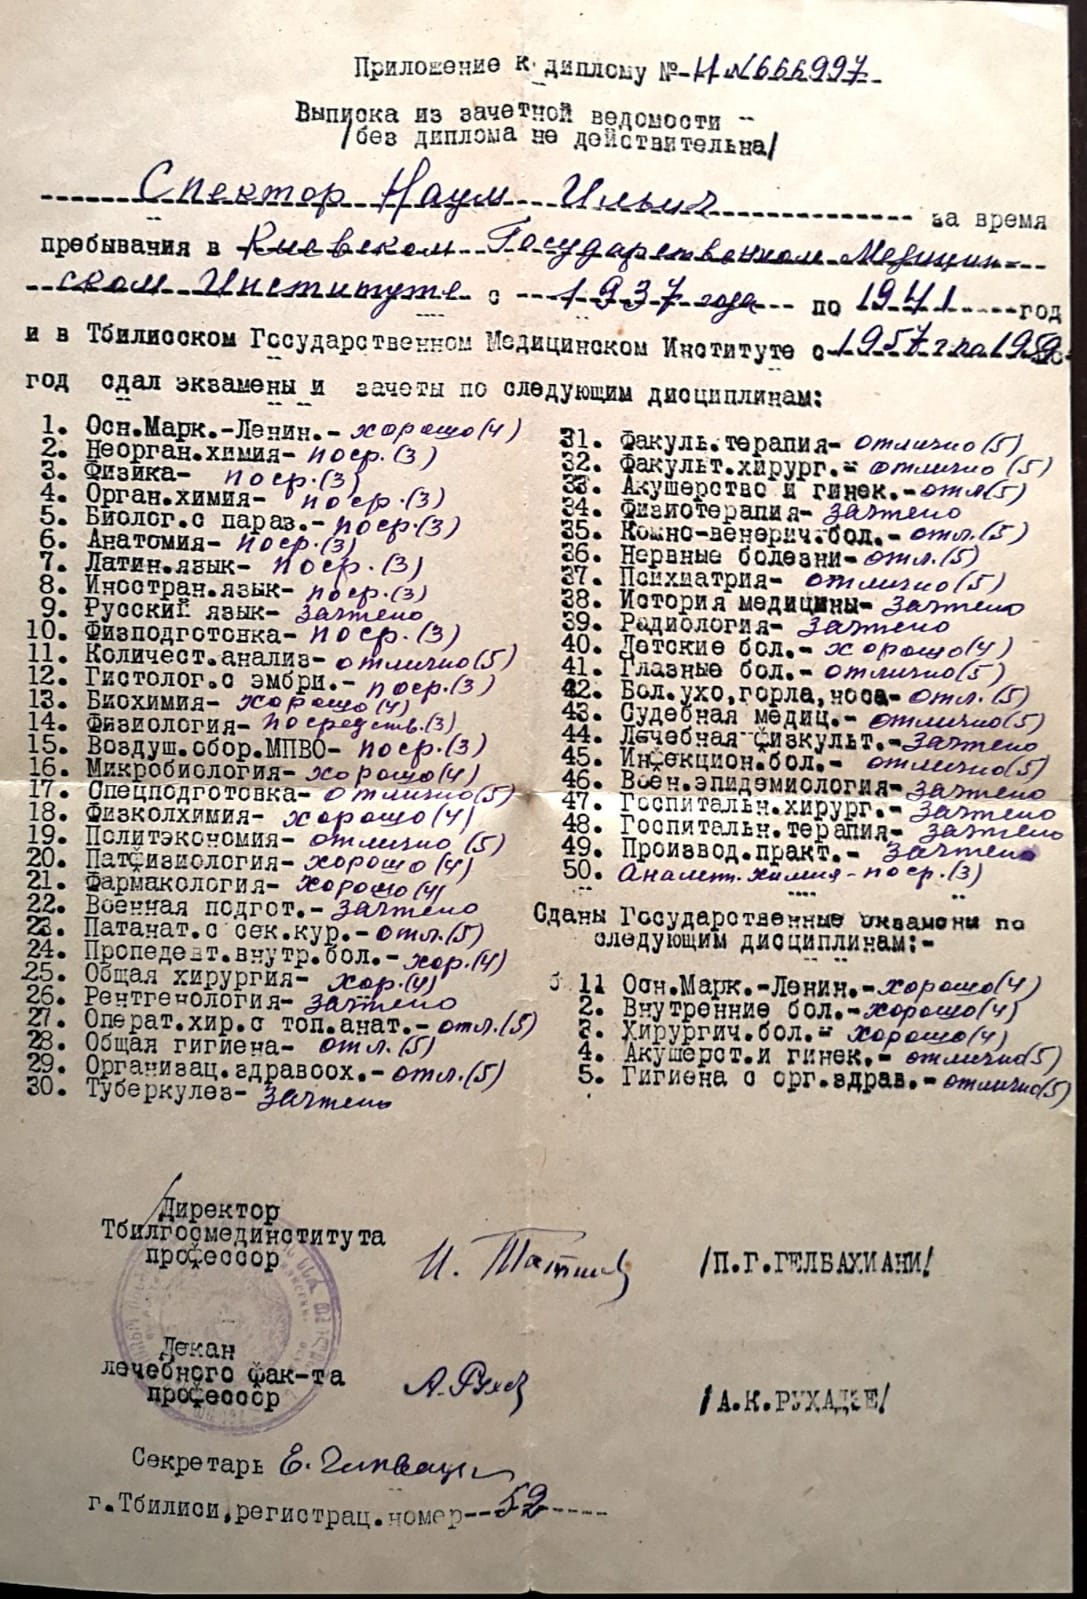 Приложение к диплому №-Н №666997-
Выписка из зачетной ведомости -
/без диплома не действительна/
Спектор Наум Ильич за время
пребывания в Киевском Государственном Медицин-
ском Институте с 1937 года по 1941 год
и в Тбилисском Государственном Медицинском Институте с 1957 г по 1959
год сдал экзамены и зачеты по следующим дисциплинам:
1. Осн.Марк.-Ленин.- хорошо (4)
2. Неорган.химия- поср. (3)
3. Физика- поср. (3)
4. Орган.химия- поср. (3)
5. Биолог.с параз.- поср. (3)
6. Анатомия- поср. (3)
7. Латин.язык- поср. (3)
8. Иностран.язык- поср. (3)
9. Русский язык- зачтено
10. Физподготовка- поср. (3)
11. Количест.анализ- отлично (5)
12. Гистолог.с эмбри.- поср. (3)
13. Биохимия- хорошо (4)
14. Физиология- посредств. (3)
15. Воздуш.обор.МПВО- поср. (3)
16. Микробиология- хорошо (4)
17. Спецподготовка- отлично (5)
18. Физколхимия- хорошо (4)
19. Политэкономия- отлично (5)
20. Патфизиология- хорошо (4)
21. Фармакология- хорошо (4)
22. Военная подгот.- зачтено
23. Патанат.с сек.кур.- отл. (5)
24. Пропедевт.внутр.бол.- хор. (4)
25. Общая хирургия- хор. (4)
26. Рентгенология- зачтено
27. Операт.хир.с топ.анат.- отл. (5)
28. Общая гигиена- отл. (5)
29. Организац.здравоох.- отл. (5)
30. Туберкулез- зачтено
31. Факуль.терапия- отлично (5)
32. Факульт.хирург.- отлично (5)
33. Акушерство и гинек.- отл (5)
34. Физиотерапия- зачтено
35. Кожно-венерич.бол.- отл. (5)
36. Нервные болезни- отл. (5)
37. Психиатрия- отлично (5)
38. История медицины- зачтено
39. Радиология- зачтено
40. Детские бол.- хорошо (4)
41. Глазные бол.- отлично (5)
42. Бол.ухо,горла,носа- отл. (5)
43. Судебная медиц.- отлично (5)
44. Лечебная физкульт.- зачтено
45. Инфекцион.бол.- отлично (5)
46. Воен.эпидемиология- зачтено
47. Госпитальн.хирург.- зачтено
48. Госпитальн.терапия- зачтено
49. Производ.практ.- зачтено
50. Аналит. химия - поср. (3)
Сданы Государственные экзамены по
следующим дисциплинам:-
1 Осн.Марк.-Ленин.- хорошо (4)
2. Внутренние бол.- хорошо (4)
3. Хирургич.бол.- хорошо (4)
4. Акушерст.и гинек.- отлично (5)
5. Гигиена с орг.здрав.- отлично (5)
Директор
Тбилгосмединститута
профессор /П.Г.ГЕЛБАХИАНИ/
Декан
лечебного фак-та
профессор /А.К.РУХАДЗЕ/
Секретарь Е.
г.Тбилиси,регистрац.номер--52----